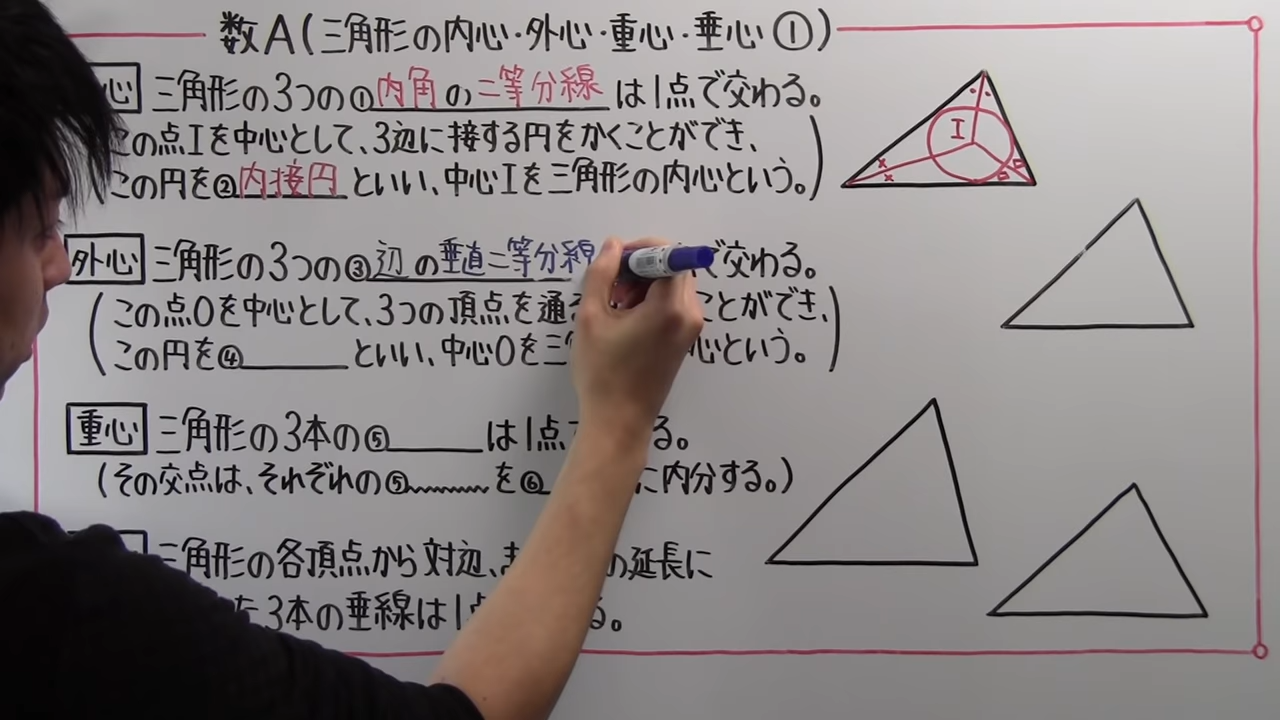 数A(三角形の内心・外心・重心・垂心①)
心 三角形の3つの①内角の二等分線は1点で交わる。
この点Iを中心として、3辺に接する円をかくことができ、
この円を②内接円といい、中心Iを三角形の内心という。)
I
外心 三角形の3つの③辺の垂直二等分線 で交わる。
(この点Oを中心として、3つの頂点を通る ことができ、
この円を④ といい、中心Oを三 心という。)
重心 三角形の3本の⑤ は1点で る。
(その交点は、それぞれの⑤ を⑥ に内分する。)
三角形の各頂点から対辺、ま の延長に
た3本の垂線は1点 る。